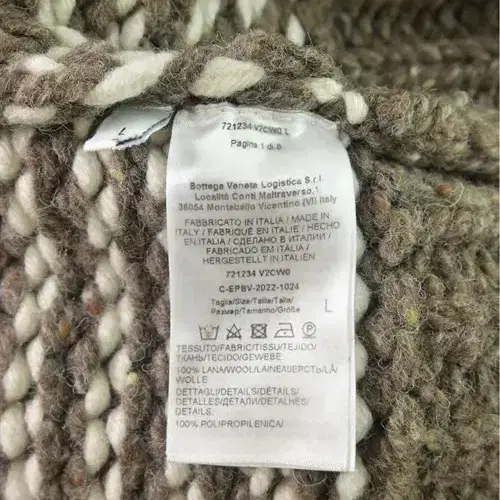 L
721234 V2CW0 L
Pagina 1 di 8
Bottega Veneta Logistica S.r.l.
Località Conti Maltraverso,1
36054 Montebello Vicentino (VI) Italy
FABBRICATO IN ITALIA / MADE IN
ITALY / FABRIQUÉ EN ITALIE / HECHO
EN ITALIA / СДЕЛАНО В ИТАЛИИ /
FABRICADO EM ITÁLIA /
HERGESTELLT IN ITALIEN
721234 V2CW0
C-EPBV-2022-1024
Taglia/Size/Taille/Talla/
Размер/Tamanho/Größe
L
TESSUTO/FABRIC/TISSU/TEJIDO/
ТКАНЬ/TECIDO/GEWEBE
100% LANA/WOOL/LAINE/ШЕРСТЬ/LÃ/
WOLLE
DETTAGLI/DETAILS/DÉTAILS/
DETALLES/ДЕТАЛИ/DETALHES/
DETAILS:
100% POLIPROPILENICA/